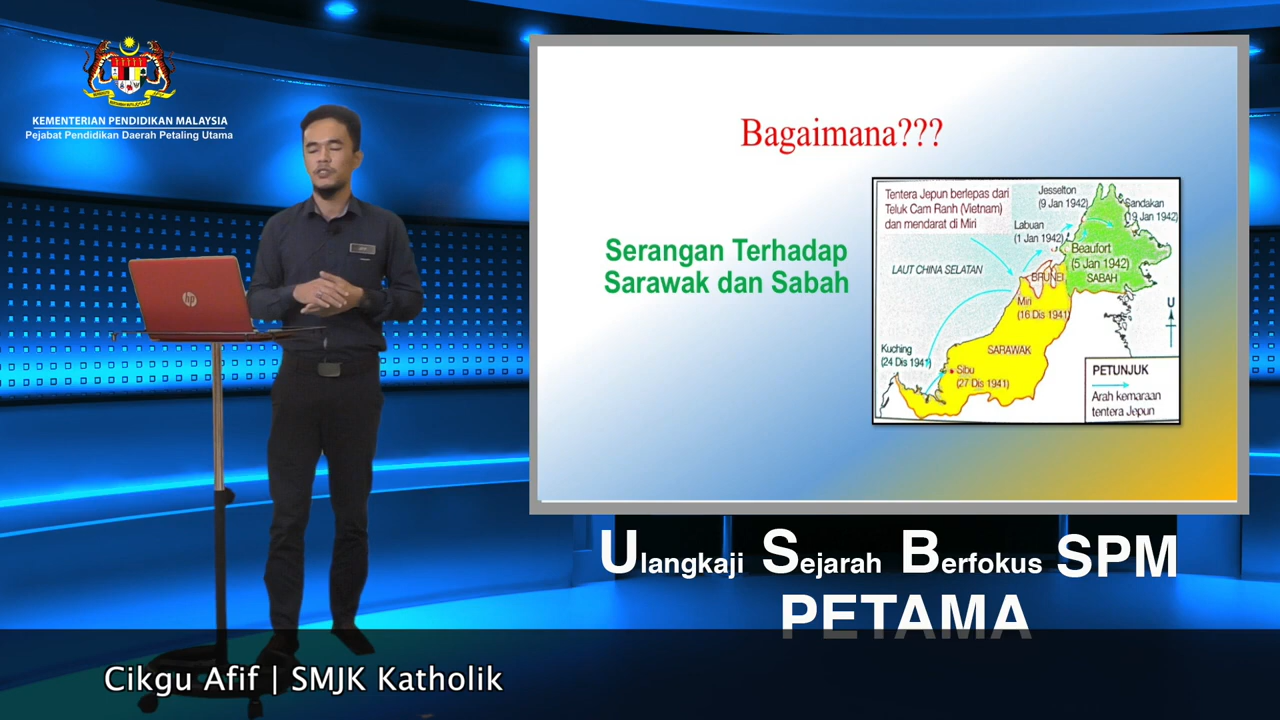 KEMENTERIAN PENDIDIKAN MALAYSIA
Pejabat Pendidikan Daerah Petaling Utama
hp
Bagaimana???
Serangan Terhadap
Sarawak dan Sabah
Tentera Jepun berlepas dari
Teluk Cam Ranh (Vietnam)
dan mendarat di Miri
Jesselton
(9 Jan 1942)
Sandakan
(19 Jan 1942)
Labuan
(1 Jan 1942)
Beaufort
(5 Jan 1942)
SABAH
LAUT CHINA SELATAN
BRUNEI
Miri
(16 Dis 1941)
U
Kuching
(24 Dis 1941)
SARAWAK
Sibu
(27 Dis 1941)
PETUNJUK
Arah kemaraan
tentera Jepun
Ulangkaji Sejarah Berfokus SPM
PETAMA
Cikgu Afif | SMJK Katholik